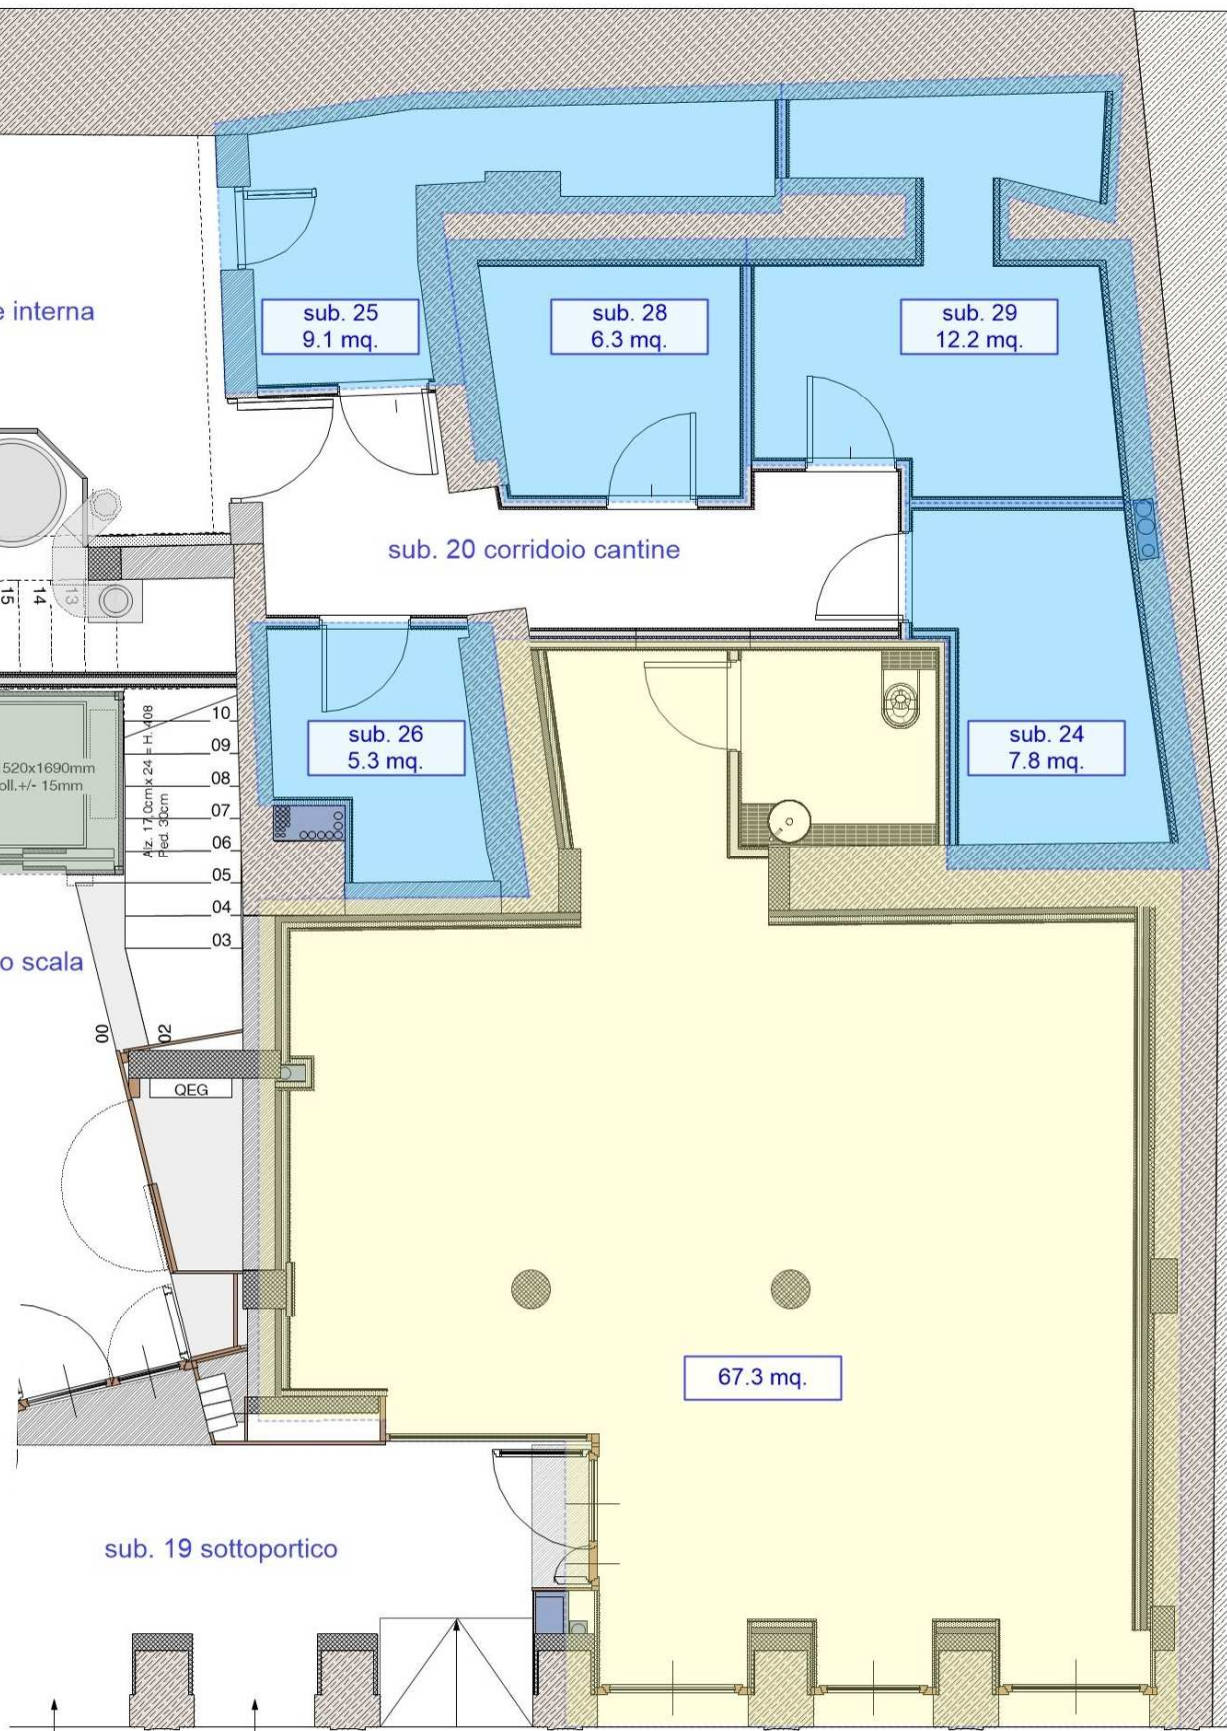 sub. 25
9.1 mq.
sub. 28
6.3 mq.
sub. 29
12.2 mq.
e interna
sub. 20 corridoio cantine
15
14
13
sub. 26
5.3 mq.
sub. 24
7.8 mq.
10
09
08
07
06
05
04
03
02
00
Alz. 17,0cm x 24 = H. 408
Ped. 30cm
520x1690mm
oll.+/- 15mm
o scala
QEG
67.3 mq.
sub. 19 sottoportico